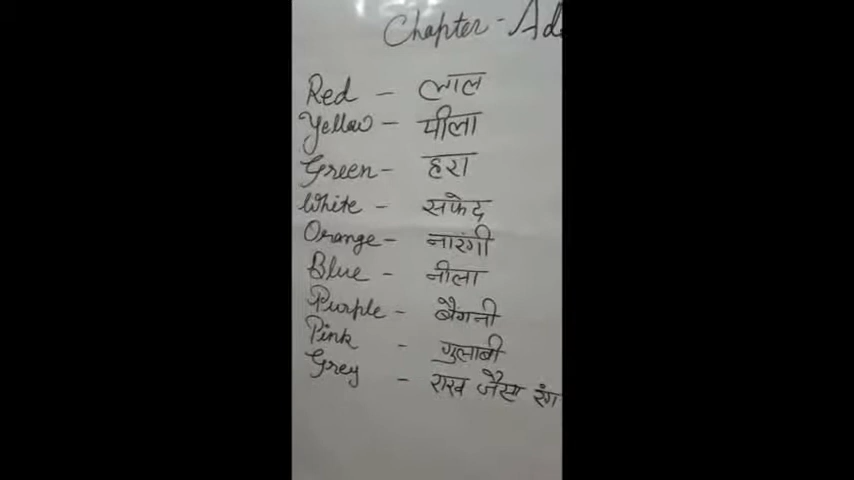 Chapter - Ad
Red - लाल
Yellow - पीला
Green - हरा
White - सफेद
Orange - नारंगी
Blue - नीला
Purple - बैंगनी
Pink - गुलाबी
Grey - राख जैसा रंग